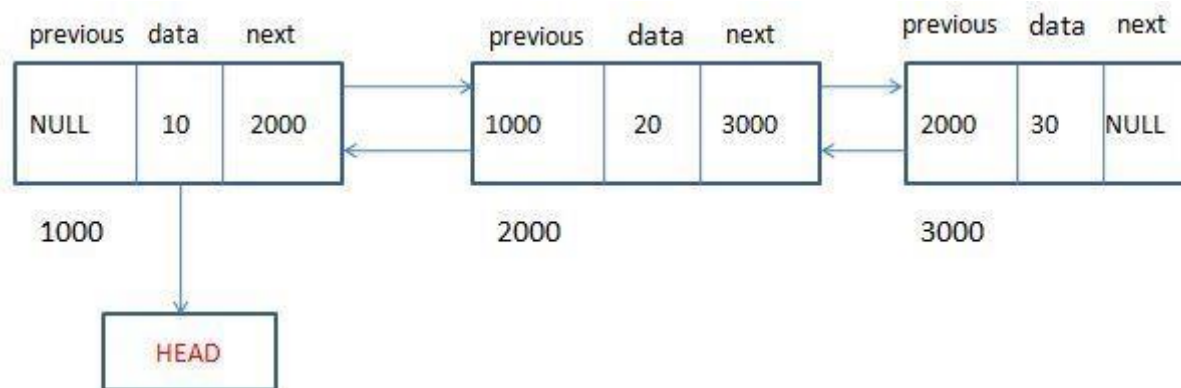 previous data next previous data next previous data next
NULL 10 2000 1000 20 3000 2000 30 NULL
1000 2000 3000
HEAD